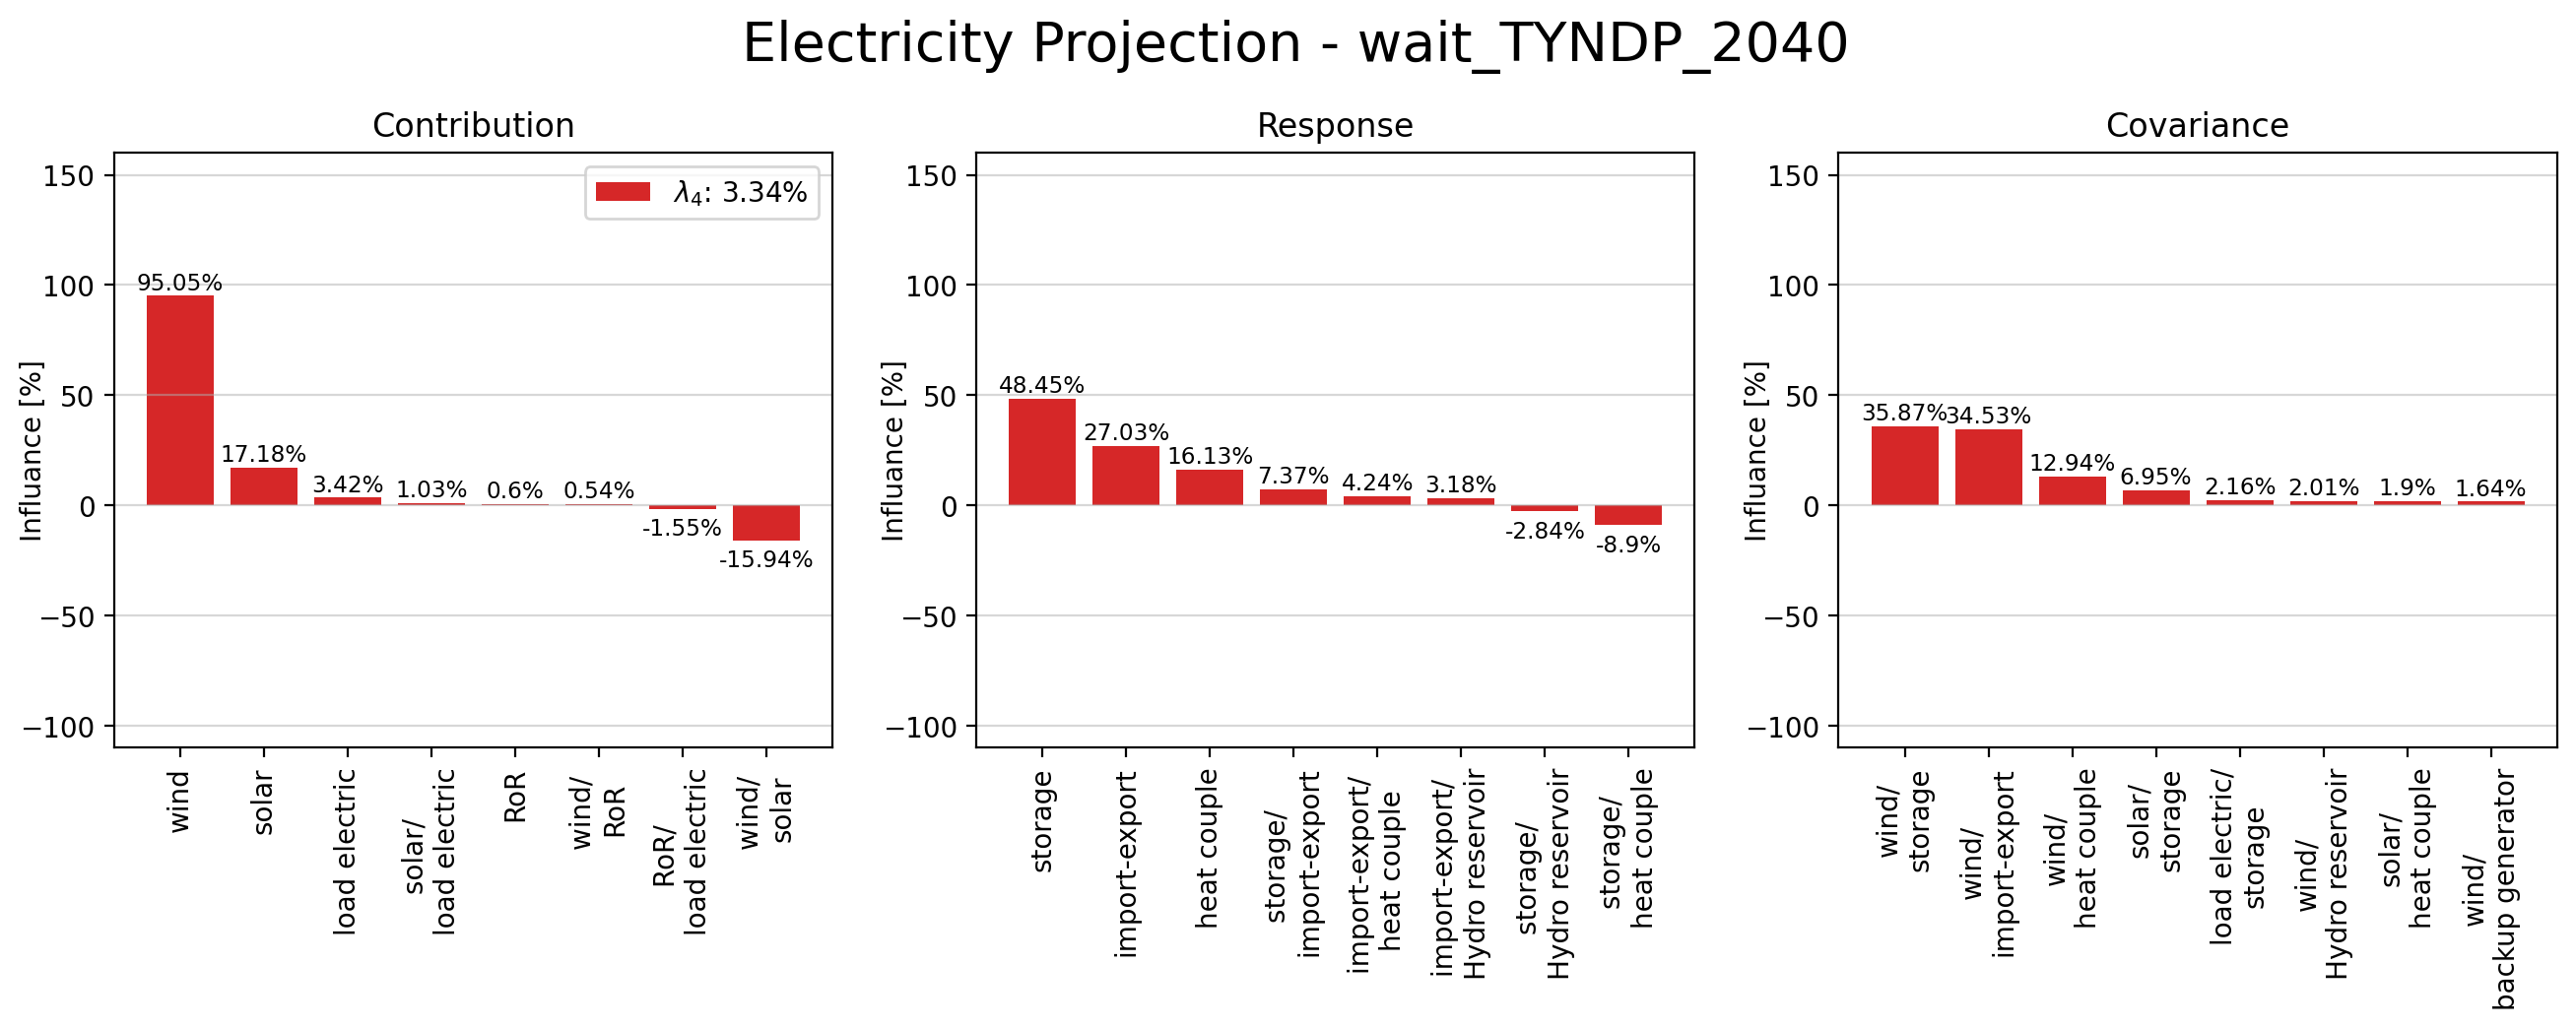 Electricity Projection - wait_TYNDP_2040
Contribution
Influance [%]
150
100
50
0
−50
−100
λ4: 3.34%
95.05%
17.18%
3.42%
1.03%
0.6%
0.54%
-1.55%
-15.94%
wind
solar
load electric
solar/
load electric
RoR
wind/
RoR
RoR/
load electric
wind/
solar
Response
Influance [%]
150
100
50
0
−50
−100
48.45%
27.03%
16.13%
7.37%
4.24%
3.18%
-2.84%
-8.9%
storage
import-export
heat couple
storage/
import-export
import-export/
heat couple
import-export/
Hydro reservoir
storage/
Hydro reservoir
storage/
heat couple
Covariance
Influance [%]
150
100
50
0
−50
−100
35.87%
34.53%
12.94%
6.95%
2.16%
2.01%
1.9%
1.64%
wind/
storage
wind/
import-export
wind/
heat couple
solar/
storage
load electric/
storage
wind/
Hydro reservoir
solar/
heat couple
wind/
backup generator